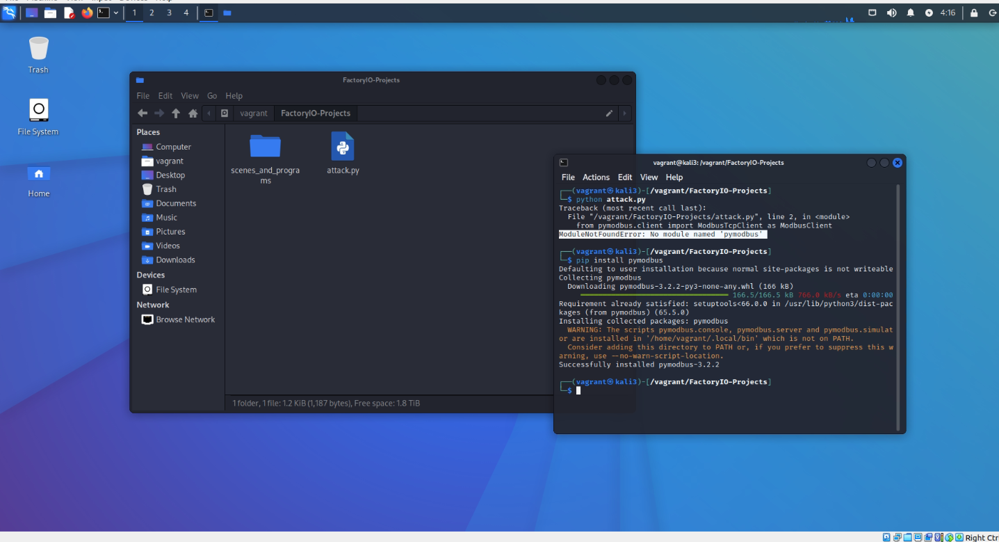 1 2 3 4
4:16
Trash
File System
Home
FactoryIO-Projects
File Edit View Go Help
vagrant FactoryIO-Projects
Places
Computer
vagrant
Desktop
Trash
Documents
Music
Pictures
Videos
Downloads
Devices
File System
Network
Browse Network
scenes_and_progra
ms
attack.py
1 folder, 1 file: 1.2 KiB (1,187 bytes), Free space: 1.8 TiB
vagrant@kali3: /vagrant/FactoryIO-Projects
File Actions Edit View Help
┌──(vagrant㉿kali3)-[/vagrant/FactoryIO-Projects]
└─$ python attack.py
Traceback (most recent call last):
File "/vagrant/FactoryIO-Projects/attack.py", line 2, in <module>
from pymodbus.client import ModbusTcpClient as ModbusClient
ModuleNotFoundError: No module named 'pymodbus'
┌──(vagrant㉿kali3)-[/vagrant/FactoryIO-Projects]
└─$ pip install pymodbus
Defaulting to user installation because normal site-packages is not writeable
Collecting pymodbus
Downloading pymodbus-3.2.2-py3-none-any.whl (166 kB)
166.5/166.5 kB 766.0 kB/s eta 0:00:00
Requirement already satisfied: setuptools<66.0.0 in /usr/lib/python3/dist-pac
kages (from pymodbus) (65.5.0)
Installing collected packages: pymodbus
WARNING: The scripts pymodbus.console, pymodbus.server and pymodbus.simulat
or are installed in '/home/vagrant/.local/bin' which is not on PATH.
Consider adding this directory to PATH or, if you prefer to suppress this w
arning, use --no-warn-script-location.
Successfully installed pymodbus-3.2.2
┌──(vagrant㉿kali3)-[/vagrant/FactoryIO-Projects]
└─$
Right Ctr